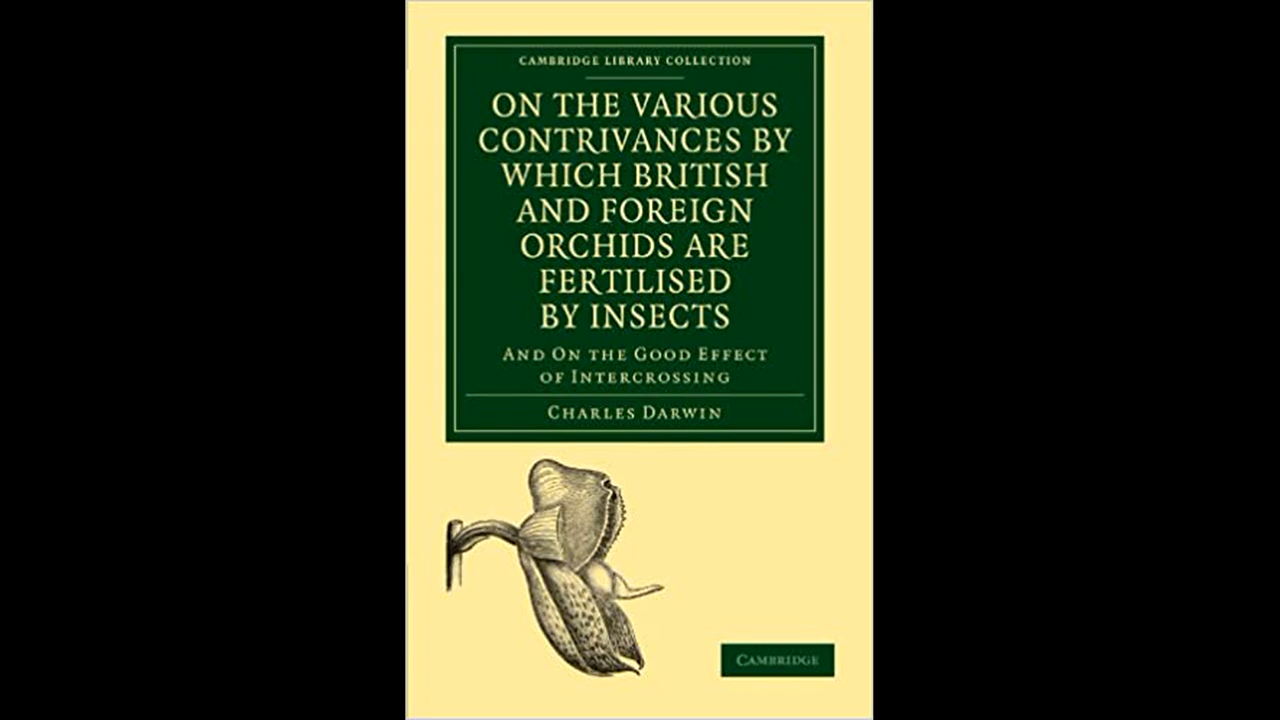 CAMBRIDGE LIBRARY COLLECTION
ON THE VARIOUS
CONTRIVANCES BY
WHICH BRITISH
AND FOREIGN
ORCHIDS ARE
FERTILISED
BY INSECTS
AND ON THE GOOD EFFECT
OF INTERCROSSING
CHARLES DARWIN
CAMBRIDGE